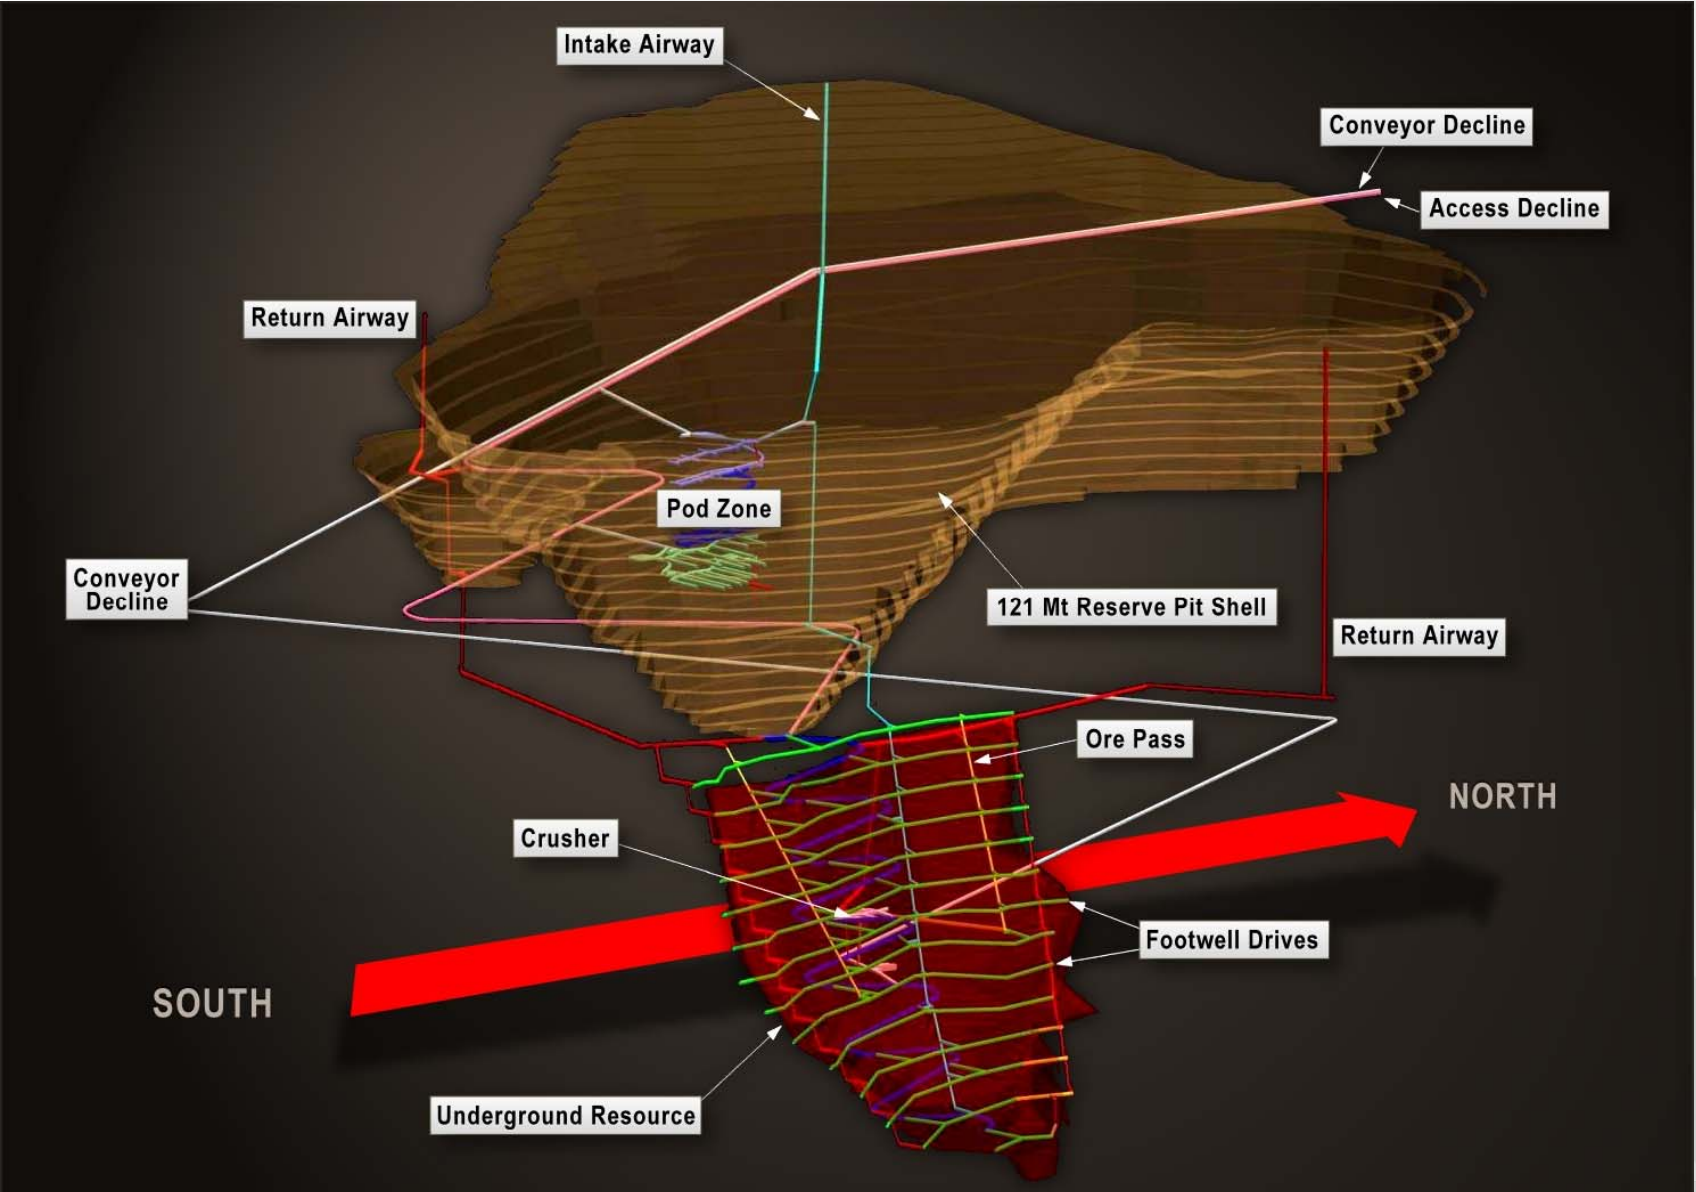 Intake Airway
Conveyor Decline
Access Decline
Return Airway
Pod Zone
Conveyor
Decline
121 Mt Reserve Pit Shell
Return Airway
Ore Pass
NORTH
Crusher
Footwell Drives
SOUTH
Underground Resource